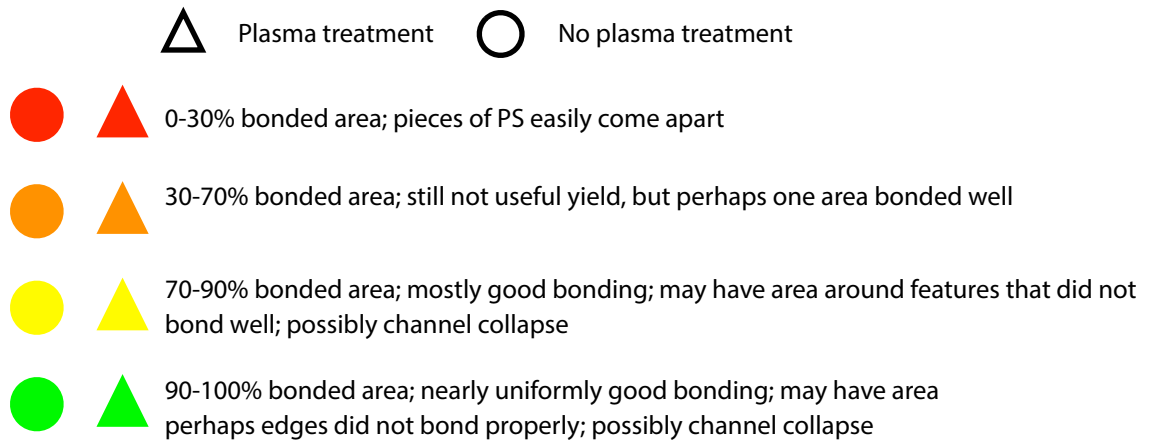 Plasma treatment No plasma treatment
0-30% bonded area; pieces of PS easily come apart
30-70% bonded area; still not useful yield, but perhaps one area bonded well
70-90% bonded area; mostly good bonding; may have area around features that did not
bond well; possibly channel collapse
90-100% bonded area; nearly uniformly good bonding; may have area
perhaps edges did not bond properly; possibly channel collapse